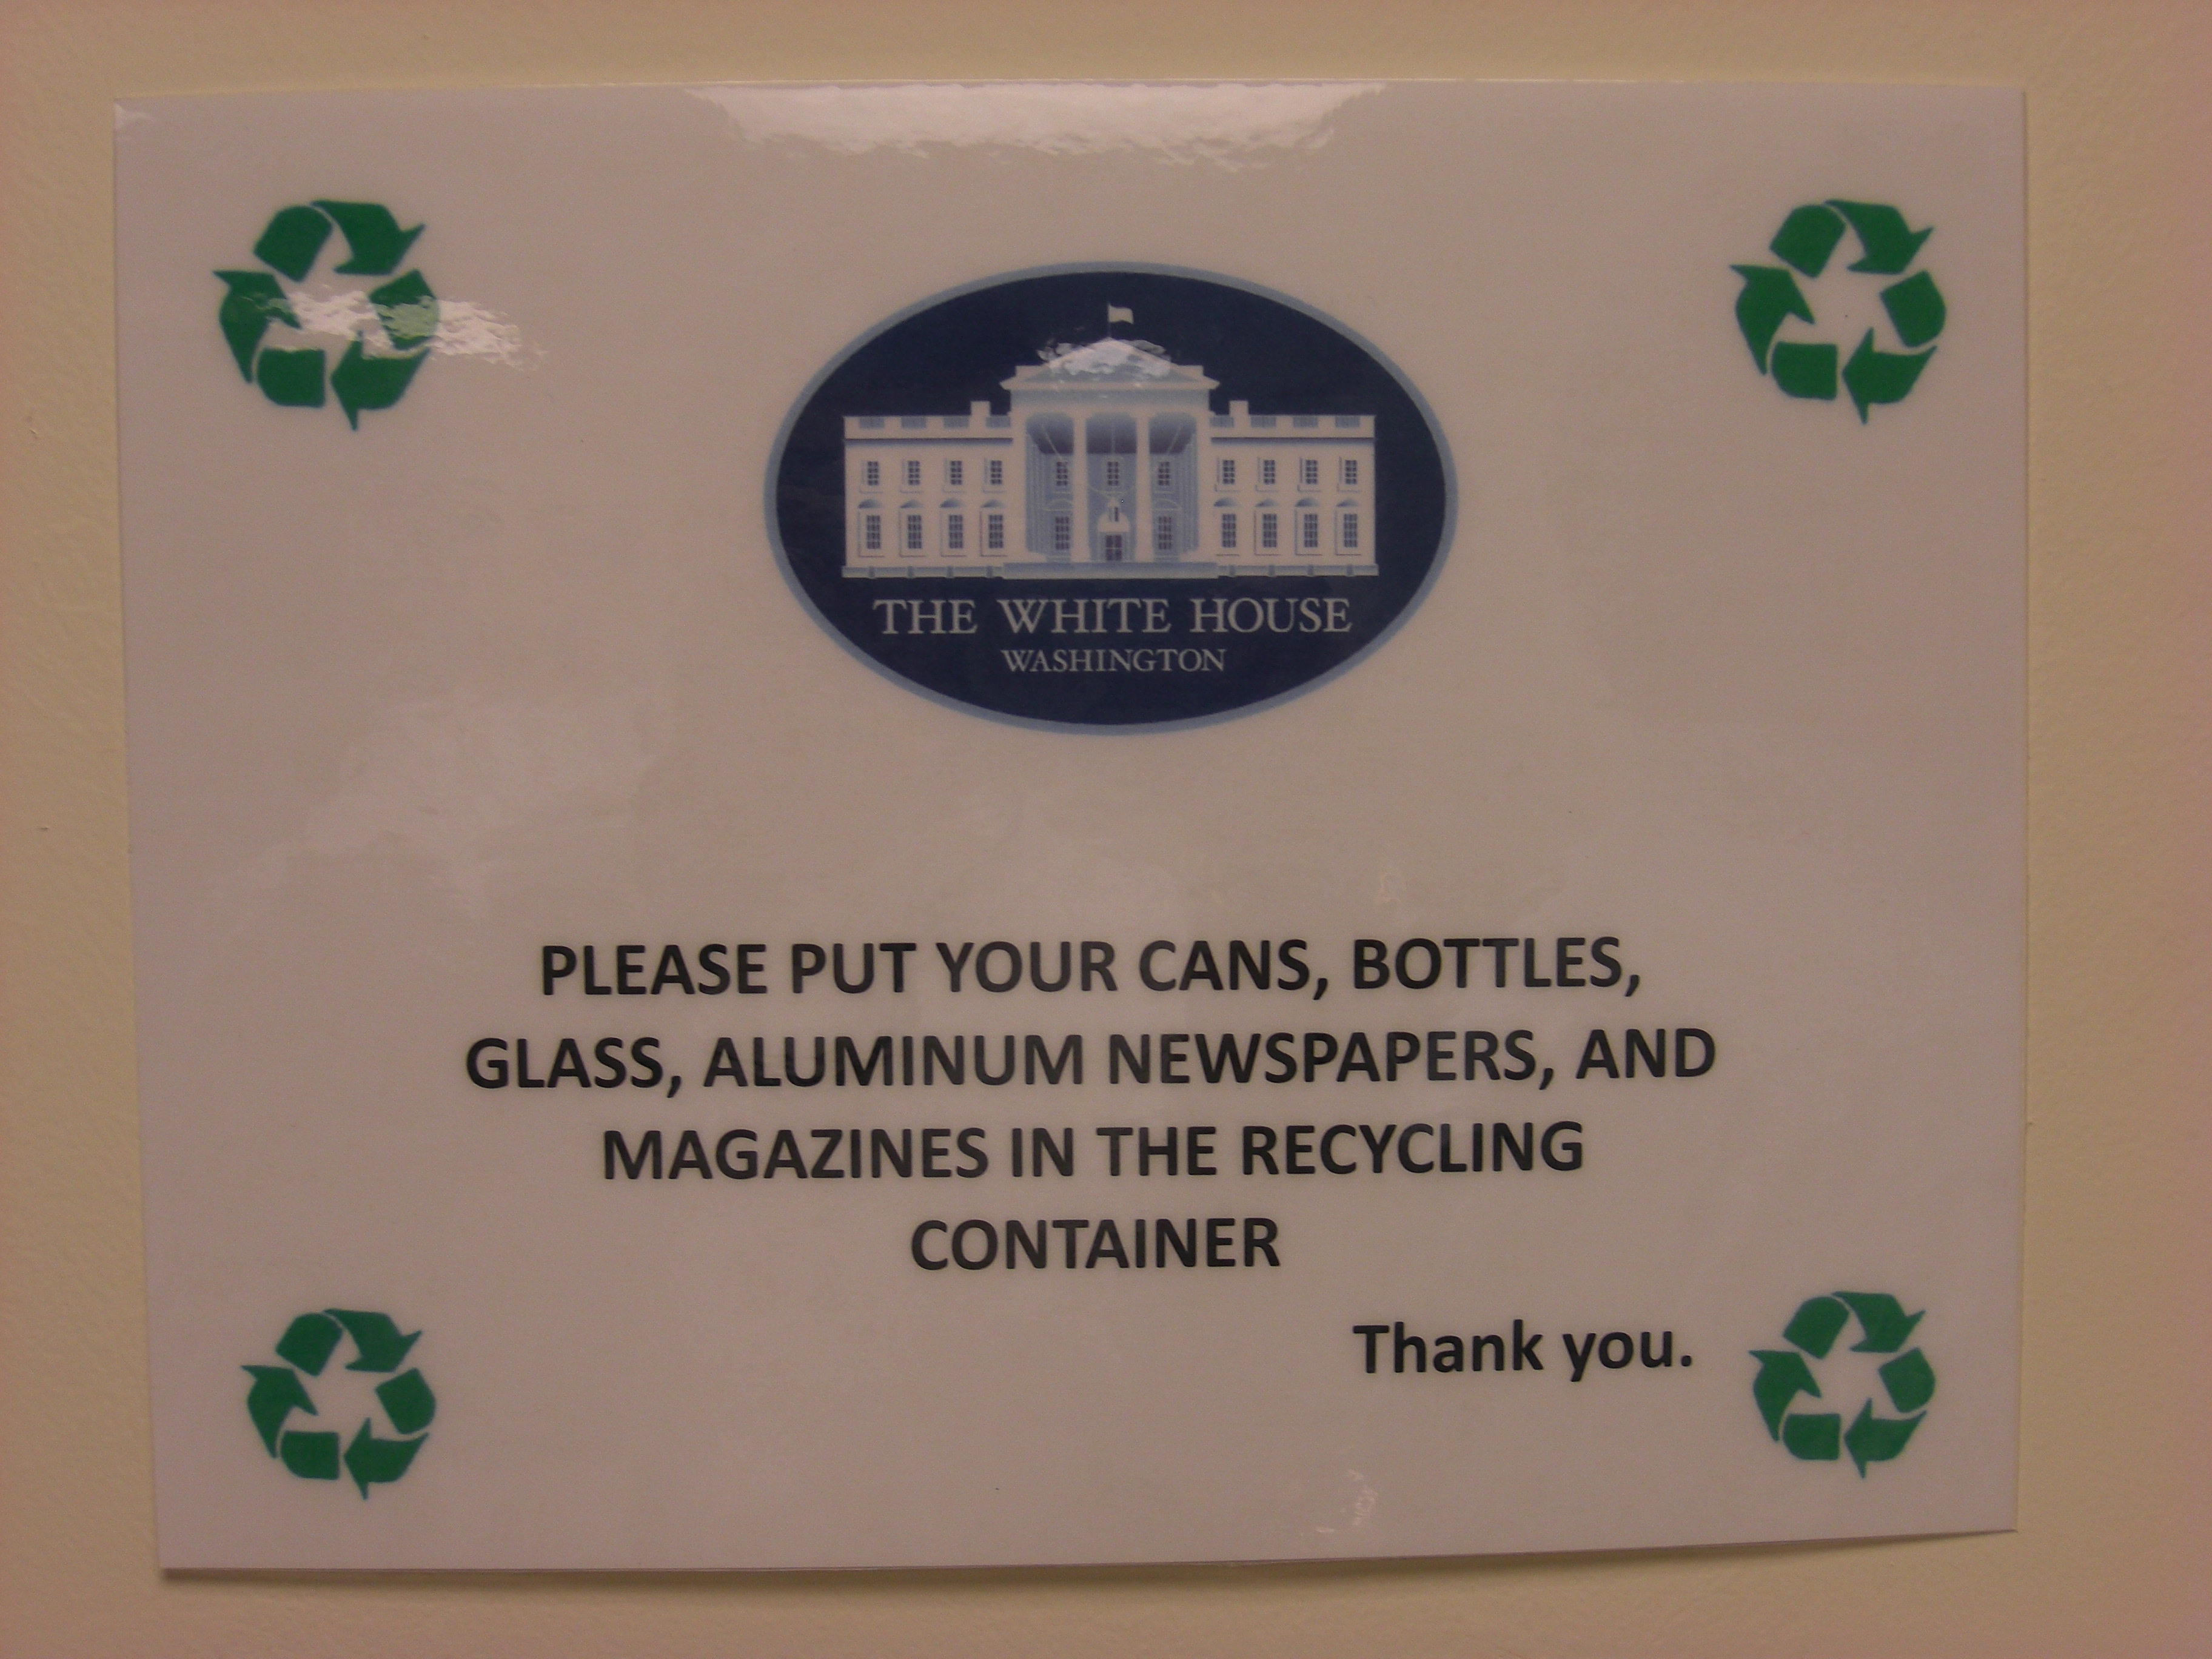 THE WHITE HOUSE
WASHINGTON
PLEASE PUT YOUR CANS, BOTTLES,
GLASS, ALUMINUM NEWSPAPERS, AND
MAGAZINES IN THE RECYCLING
CONTAINER
Thank you.